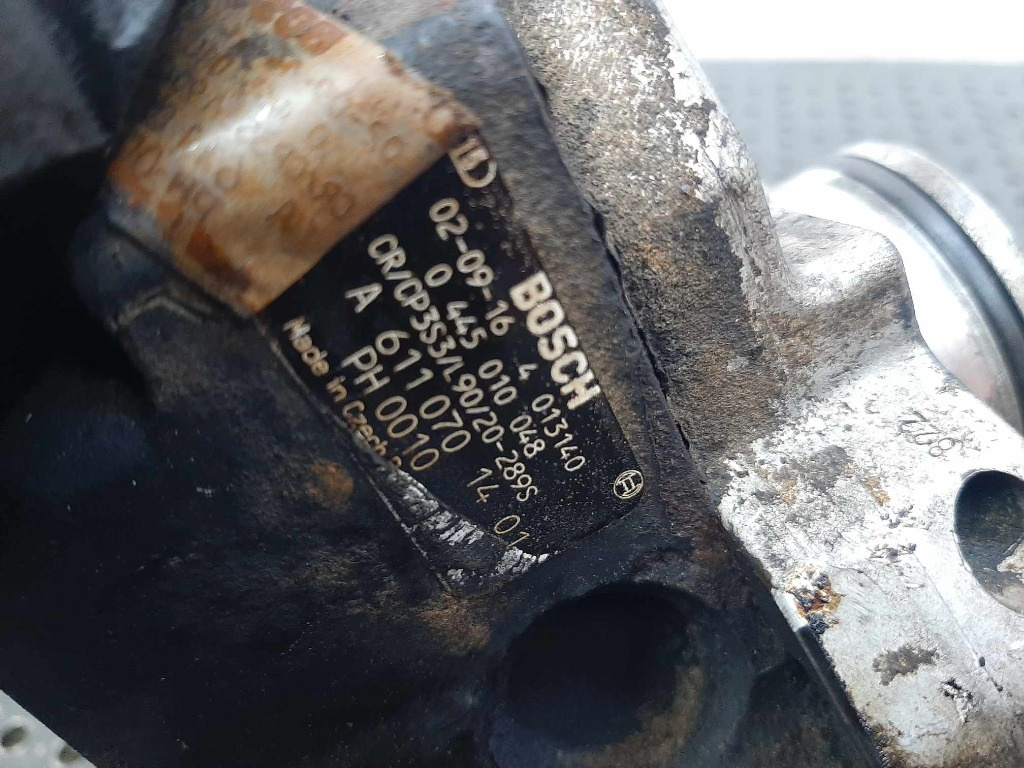 BOSCH
02-09-16 4 013140
0 445 010 048
CR/CP3S3/L90/20-289S
A 611 070 14 01
PH 0010
Made in Czech